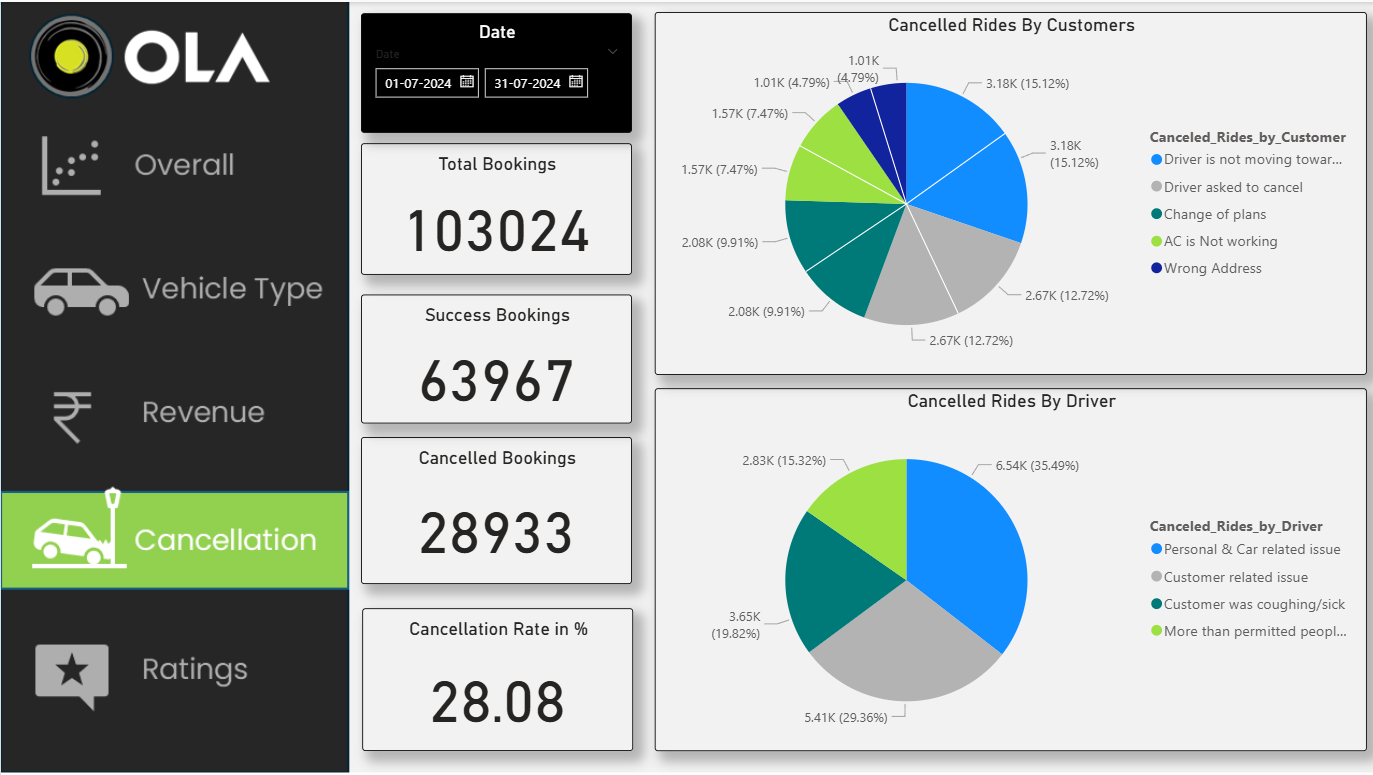 OLA
Overall
Vehicle Type
Revenue
Cancellation
Ratings
Date
Date
01-07-2024
31-07-2024
Total Bookings
103024
Success Bookings
63967
Cancelled Bookings
28933
Cancellation Rate in %
28.08
Cancelled Rides By Customers
1.01K
(4.79%)
1.01K (4.79%)
1.57K (7.47%)
1.57K (7.47%)
2.08K (9.91%)
2.08K (9.91%)
3.18K (15.12%)
3.18K
(15.12%)
2.67K (12.72%)
2.67K (12.72%)
Canceled_Rides_by_Customer
Driver is not moving towar...
Driver asked to cancel
Change of plans
AC is Not working
Wrong Address
Cancelled Rides By Driver
2.83K (15.32%)
6.54K (35.49%)
3.65K
(19.82%)
5.41K (29.36%)
Canceled_Rides_by_Driver
Personal & Car related issue
Customer related issue
Customer was coughing/sick
More than permitted peopl...